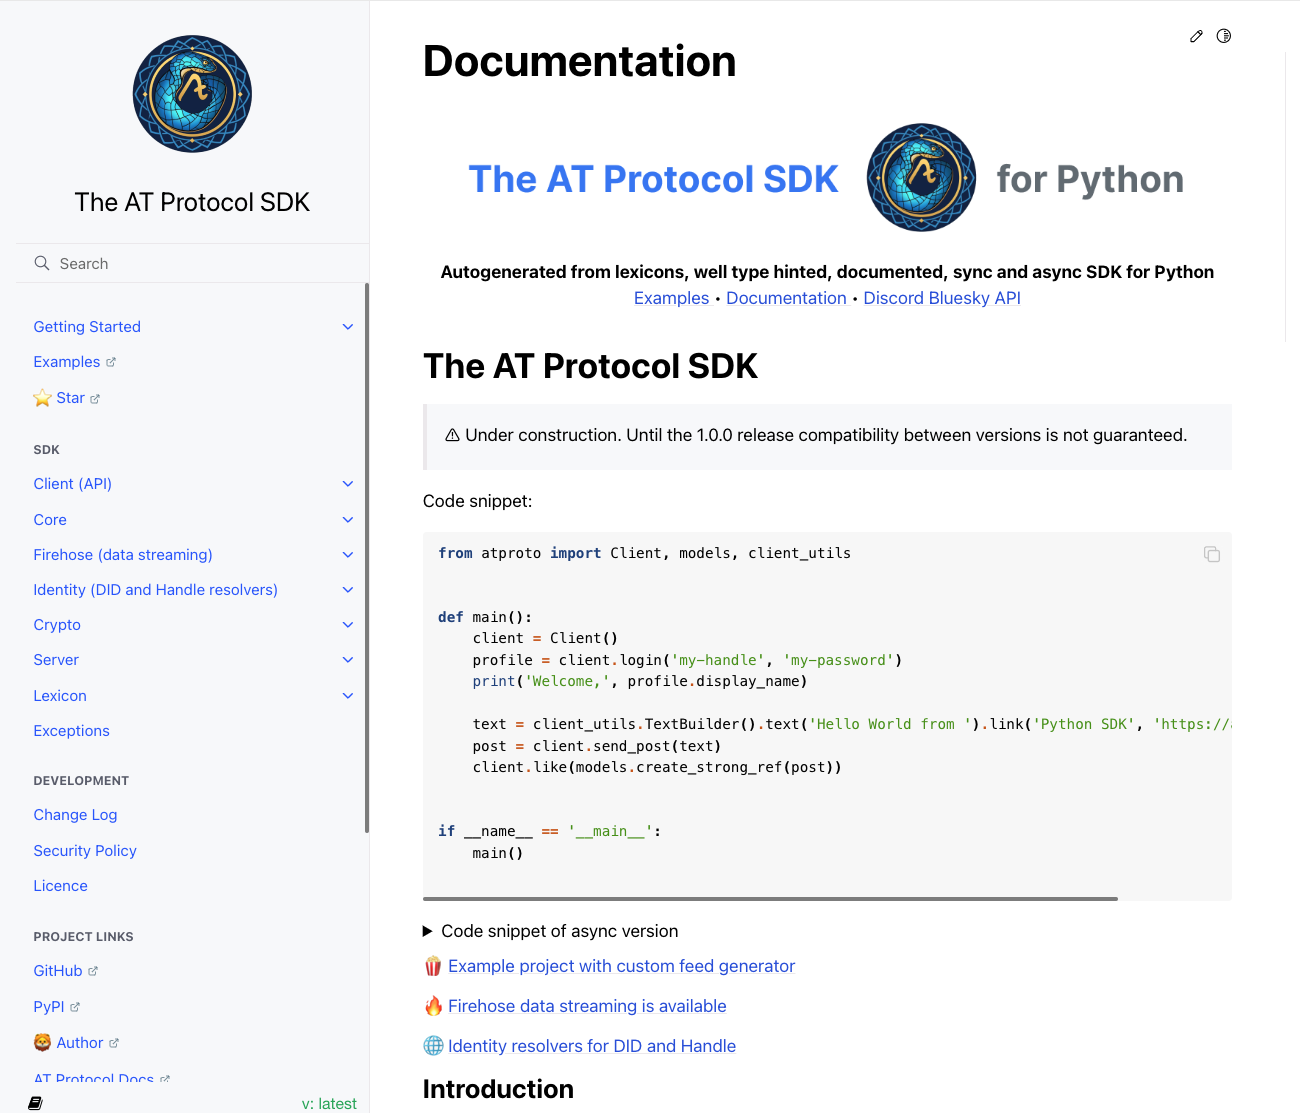 The AT Protocol SDK
Search
Getting Started
Examples
Star
SDK
Client (API)
Core
Firehose (data streaming)
Identity (DID and Handle resolvers)
Crypto
Server
Lexicon
Exceptions
DEVELOPMENT
Change Log
Security Policy
Licence
PROJECT LINKS
GitHub
PyPI
Author
AT Protocol Docs
v: latest
Documentation
The AT Protocol SDK for Python
Autogenerated from lexicons, well type hinted, documented, sync and async SDK for Python
Examples • Documentation • Discord Bluesky API
The AT Protocol SDK
⚠ Under construction. Until the 1.0.0 release compatibility between versions is not guaranteed.
Code snippet:
from atproto import Client, models, client_utils
def main():
    client = Client()
    profile = client.login('my-handle', 'my-password')
    print('Welcome,', profile.display_name)
    text = client_utils.TextBuilder().text('Hello World from ').link('Python SDK', 'https://
    post = client.send_post(text)
    client.like(models.create_strong_ref(post))
if __name__ == '__main__':
    main()
Code snippet of async version
🍿 Example project with custom feed generator
🔥 Firehose data streaming is available
🌐 Identity resolvers for DID and Handle
Introduction